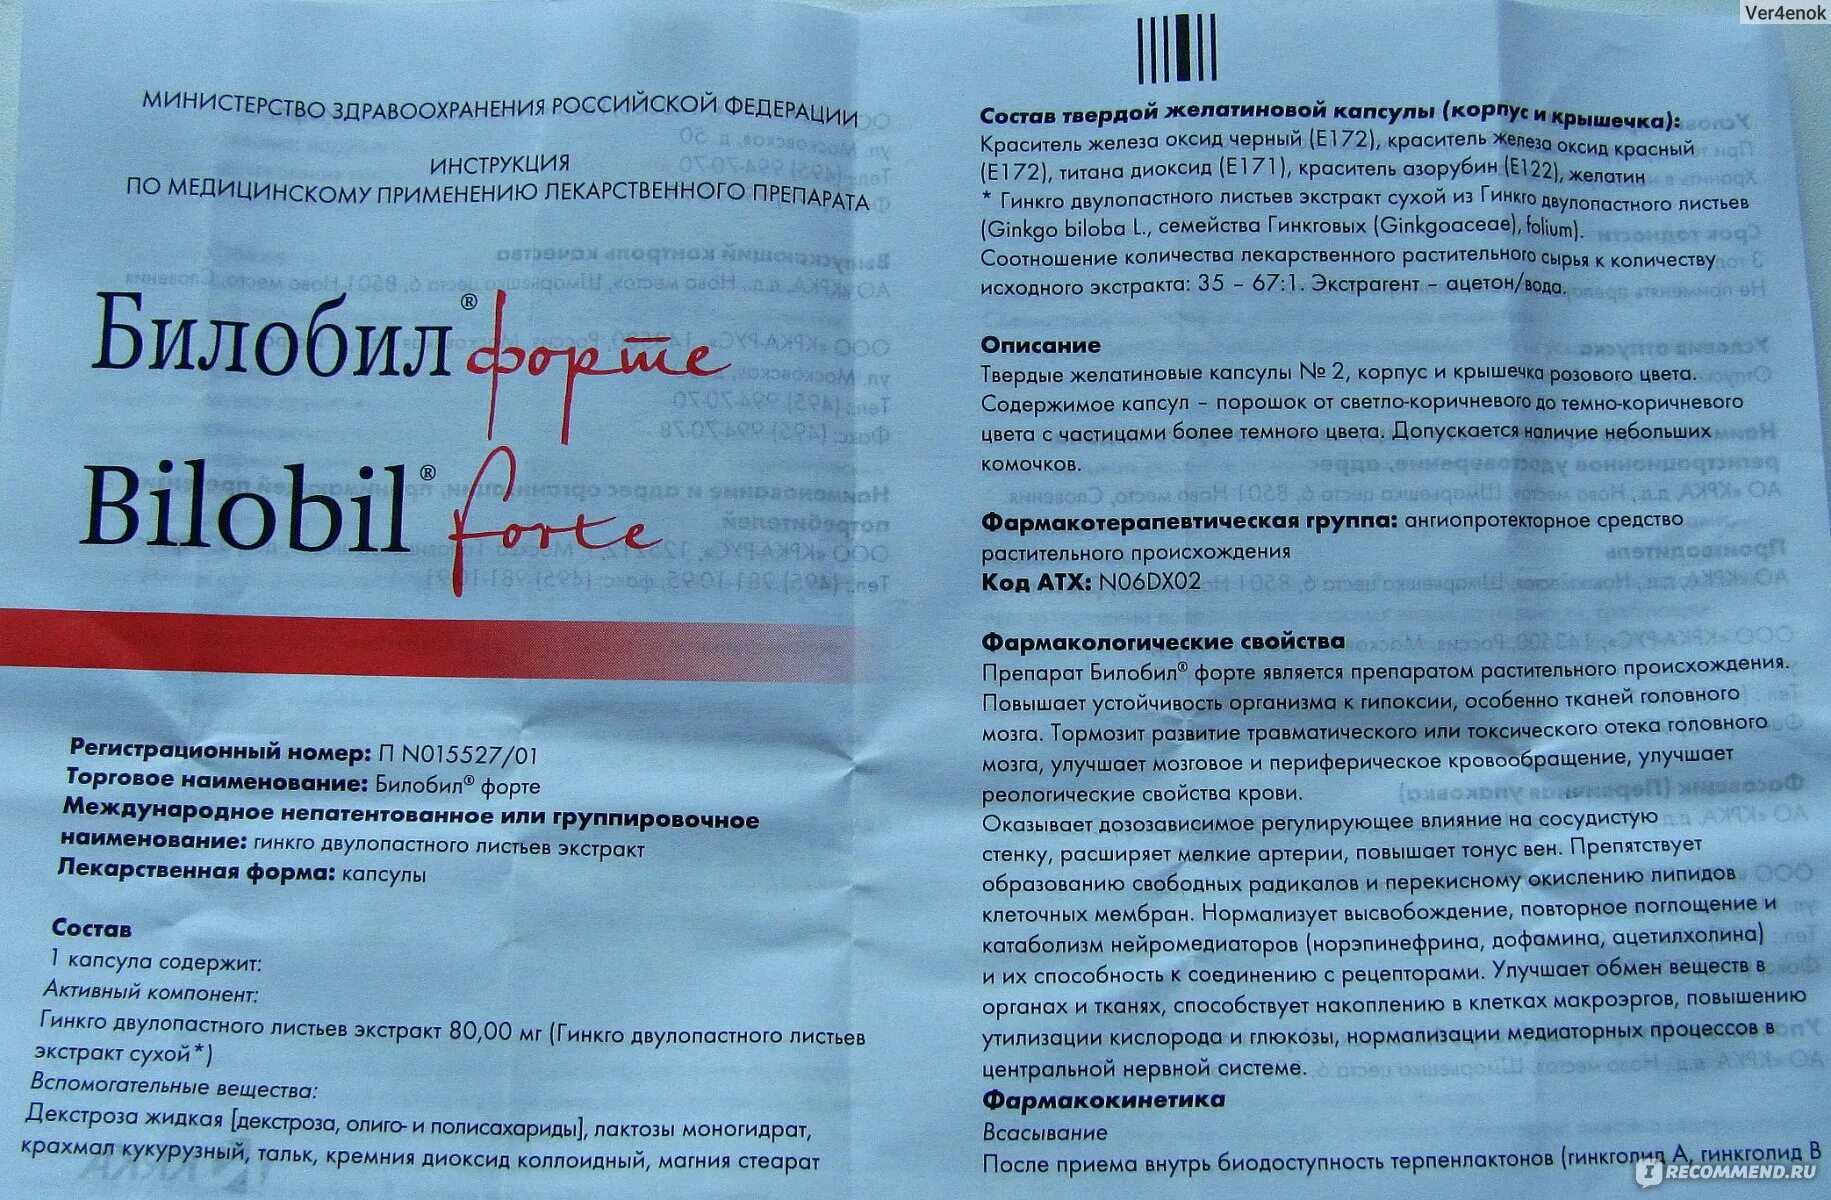 Ver4enok
МИНИСТЕРСТВО ЗДРАВООХРАНЕНИЯ РОССИЙСКОЙ ФЕДЕРАЦИИ
ИНСТРУКЦИЯ
ПО МЕДИЦИНСКОМУ ПРИМЕНЕНИЮ ЛЕКАРСТВЕННОГО ПРЕПАРАТА
Билобил® форте
Bilobil® forte
Регистрационный номер: П N015527/01
Торговое наименование: Билобил® форте
Международное непатентованное или группировочное
наименование: гинкго двулопастного листьев экстракт
Лекарственная форма: капсулы
Состав
1 капсула содержит:
Активный компонент:
Гинкго двулопастного листьев экстракт 80,00 мг (Гинкго двулопастного листьев
экстракт сухой*)
Вспомогательные вещества:
Декстроза жидкая [декстроза, олиго- и полисахариды], лактозы моногидрат,
крахмал кукурузный, тальк, кремния диоксид коллоидный, магния стеарат
Состав твердой желатиновой капсулы (корпус и крышечка):
Краситель железа оксид черный (Е172), краситель железа оксид красный
(Е172), титана диоксид (Е171), краситель азорубин (Е122), желатин
* Гинкго двулопастного листьев экстракт сухой из Гинкго двулопастного листьев
(Ginkgo biloba L., семейства Гинкговых (Ginkgoaceae), folium).
Соотношение количества лекарственного растительного сырья к количеству
исходного экстракта: 35 – 67:1. Экстрагент – ацетон/вода.
Описание
Твердые желатиновые капсулы № 2, корпус и крышечка розового цвета.
Содержимое капсул – порошок от светло-коричневого до темно-коричневого
цвета с частицами более темного цвета. Допускается наличие небольших
комочков.
Фармакотерапевтическая группа: ангиопротекторное средство
растительного происхождения
Код АТХ: N06DX02
Фармакологические свойства
Препарат Билобил® форте является препаратом растительного происхождения.
Повышает устойчивость организма к гипоксии, особенно тканей головного
мозга. Тормозит развитие травматического или токсического отека головного
мозга, улучшает мозговое и периферическое кровообращение, улучшает
реологические свойства крови.
Оказывает дозозависимое регулирующее влияние на сосудистую
стенку, расширяет мелкие артерии, повышает тонус вен. Препятствует
образованию свободных радикалов и перекисному окислению липидов
клеточных мембран. Нормализует высвобождение, повторное поглощение и
катаболизм нейромедиаторов (норэпинефрина, дофамина, ацетилхолина)
и их способность к соединению с рецепторами. Улучшает обмен веществ в
органах и тканях, способствует накоплению в клетках макроэргов, повышению
утилизации кислорода и глюкозы, нормализации медиаторных процессов в
центральной нервной системе.
Фармакокинетика
Всасывание
После приема внутрь биодоступность терпенлактонов (гинкголид А, гинкголид В
IRECOMMEND.RU